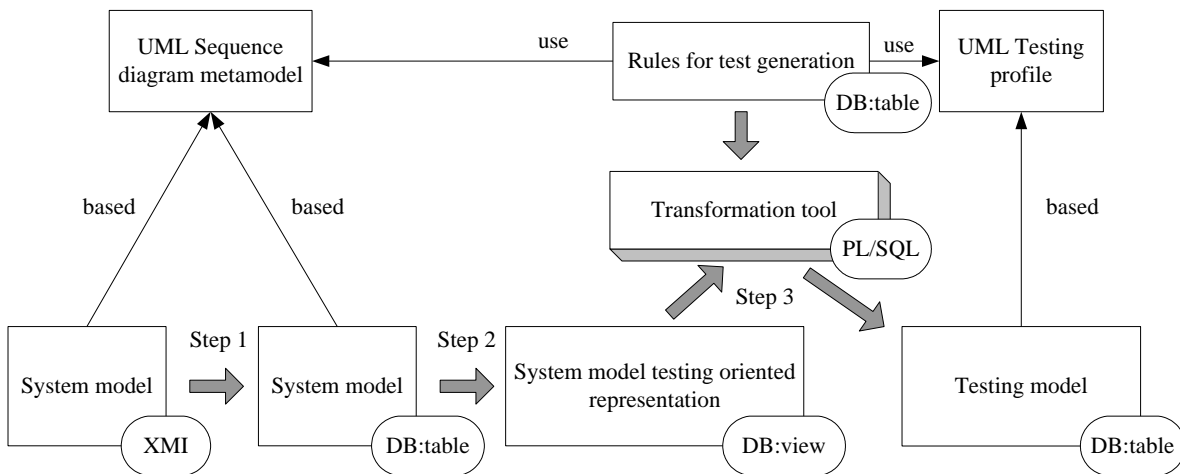 UML Sequence
diagram metamodel
use
Rules for test generation
DB:table
use
UML Testing
profile
based
based
Transformation tool
PL/SQL
based
Step 1
Step 2
Step 3
System model
XMI
System model
DB:table
System model testing oriented
representation
DB:view
Testing model
DB:table